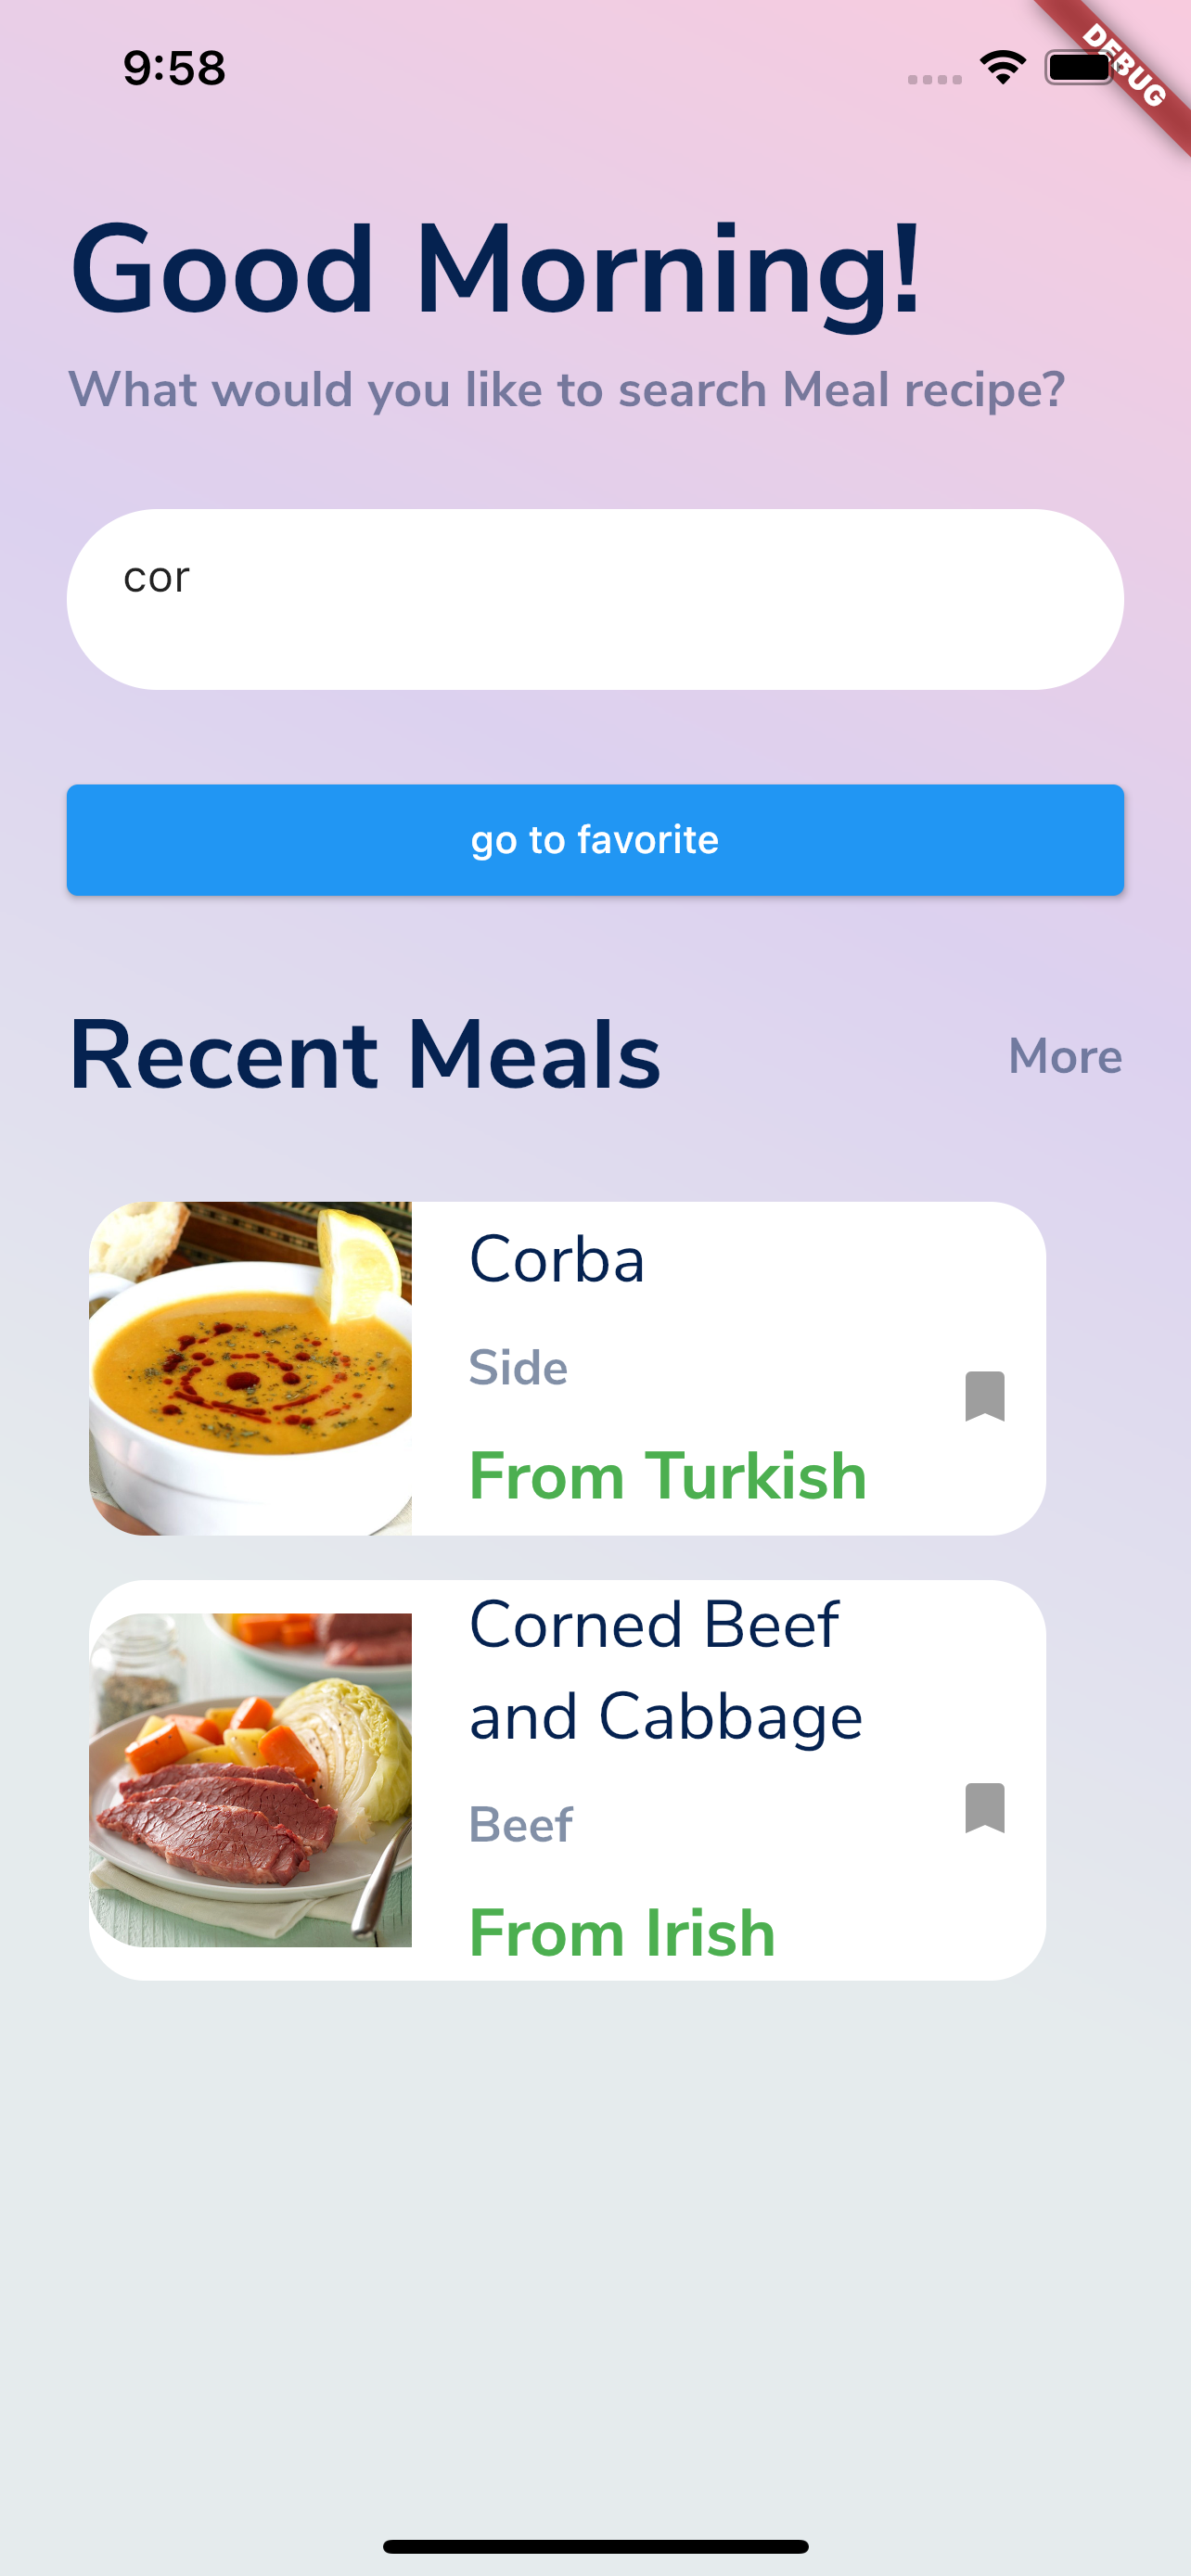 9:58
DEBUG
Good Morning!
What would you like to search Meal recipe?
cor
go to favorite
Recent Meals
More
Corba
Side
From Turkish
Corned Beef
and Cabbage
Beef
From Irish